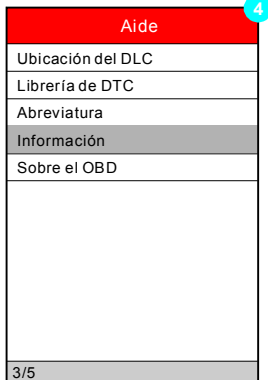 4
Aide
Ubicación del DLC
Librería de DTC
Abreviatura
Información
Sobre el OBD
3/5